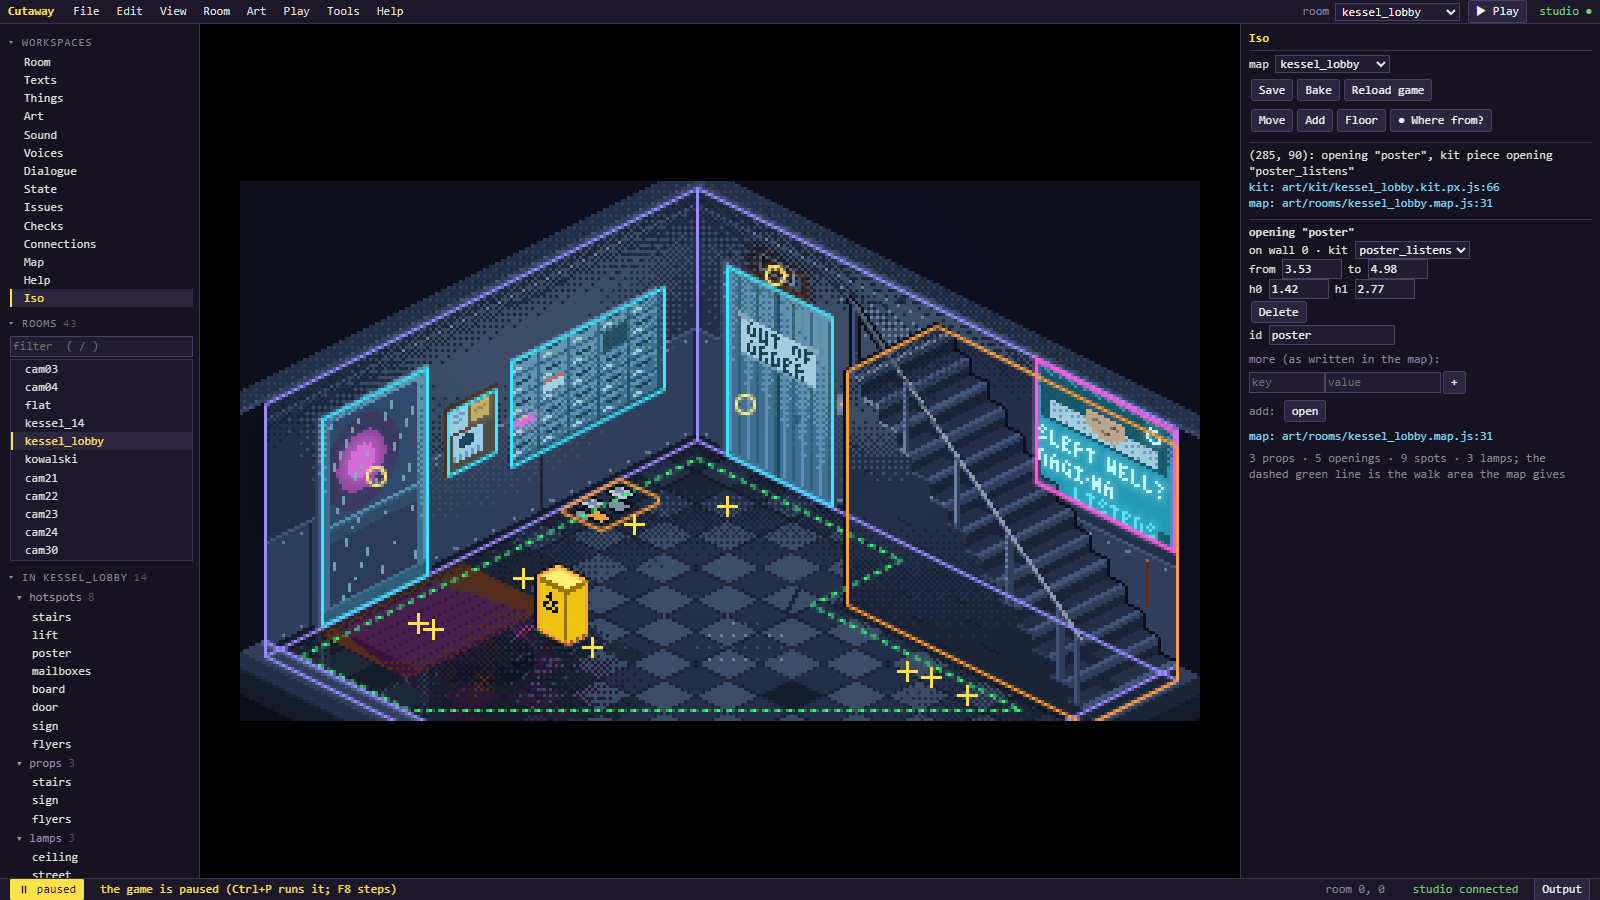 Cutaway File Edit View Room Art Play Tools Help
room kessel_lobby ▶ Play studio
WORKSPACES
Room
Texts
Things
Art
Sound
Voices
Dialogue
State
Issues
Checks
Connections
Map
Help
Iso
ROOMS 43
filter ( / )
cam03
cam04
flat
kessel_14
kessel_lobby
kowalski
cam21
cam22
cam23
cam24
cam30
IN KESSEL_LOBBY 14
hotspots 8
stairs
lift
poster
mailboxes
board
door
sign
flyers
props 3
stairs
sign
flyers
lamps 3
ceiling
street
OUT OF
LEFT WELL?
Iso
map kessel_lobby
Save Bake Reload game
Move Add Floor Where from?
(285, 90): opening "poster", kit piece opening
"poster_listens"
kit: art/kit/kessel_lobby.kit.px.js:66
map: art/rooms/kessel_lobby.map.js:31
opening "poster"
on wall 0 · kit poster_listens
from 3.53 to 4.98
h0 1.42 h1 2.77
Delete
id poster
more (as written in the map):
key value +
add: open
map: art/rooms/kessel_lobby.map.js:31
3 props · 5 openings · 9 spots · 3 lamps; the
dashed green line is the walk area the map gives
paused the game is paused (Ctrl+P runs it; F8 steps)
room 0, 0 studio connected Output